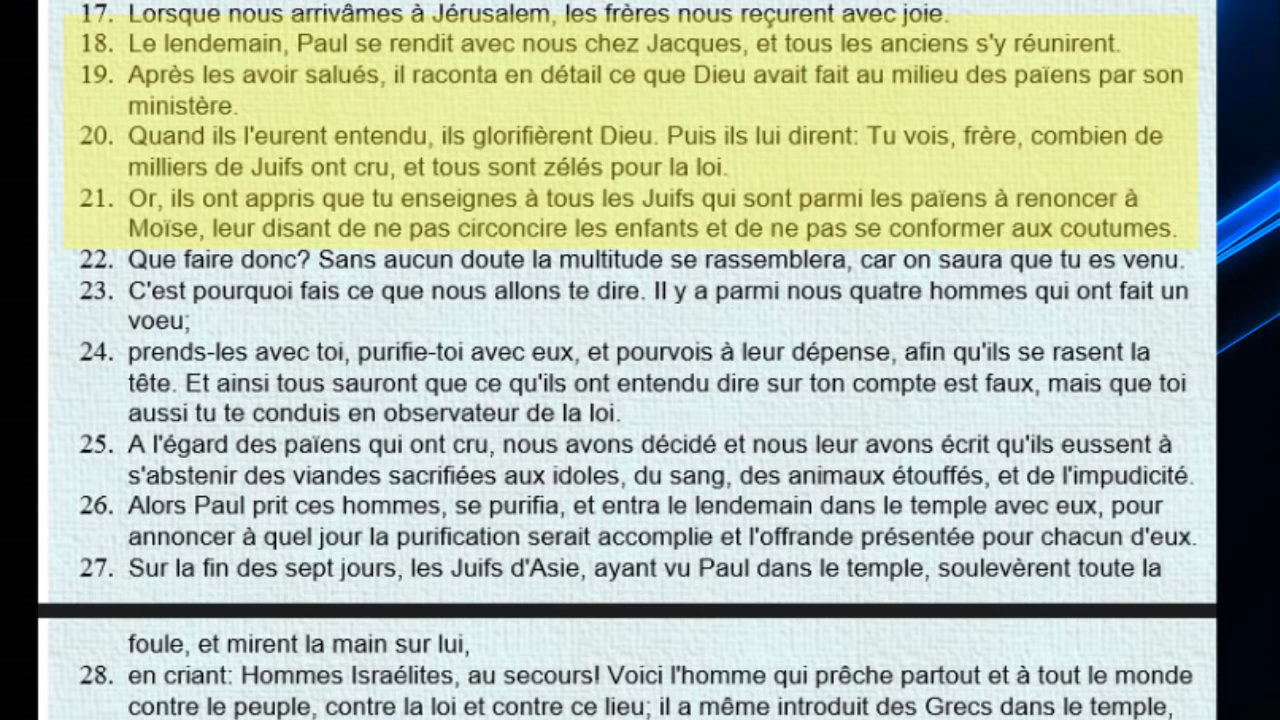 17. Lorsque nous arrivâmes à Jérusalem, les frères nous reçurent avec joie.
18. Le lendemain, Paul se rendit avec nous chez Jacques, et tous les anciens s'y réunirent.
19. Après les avoir salués, il raconta en détail ce que Dieu avait fait au milieu des païens par son
ministère.
20. Quand ils l'eurent entendu, ils glorifièrent Dieu. Puis ils lui dirent: Tu vois, frère, combien de
milliers de Juifs ont cru, et tous sont zélés pour la loi.
21. Or, ils ont appris que tu enseignes à tous les Juifs qui sont parmi les païens à renoncer à
Moïse, leur disant de ne pas circoncire les enfants et de ne pas se conformer aux coutumes.
22. Que faire donc? Sans aucun doute la multitude se rassemblera, car on saura que tu es venu.
23. C'est pourquoi fais ce que nous allons te dire. Il y a parmi nous quatre hommes qui ont fait un
voeu;
24. prends-les avec toi, purifie-toi avec eux, et pourvois à leur dépense, afin qu'ils se rasent la
tête. Et ainsi tous sauront que ce qu'ils ont entendu dire sur ton compte est faux, mais que toi
aussi tu te conduis en observateur de la loi.
25. A l'égard des païens qui ont cru, nous avons décidé et nous leur avons écrit qu'ils eussent à
s'abstenir des viandes sacrifiées aux idoles, du sang, des animaux étouffés, et de l'impudicité.
26. Alors Paul prit ces hommes, se purifia, et entra le lendemain dans le temple avec eux, pour
annoncer à quel jour la purification serait accomplie et l'offrande présentée pour chacun d'eux.
27. Sur la fin des sept jours, les Juifs d'Asie, ayant vu Paul dans le temple, soulevèrent toute la
foule, et mirent la main sur lui,
28. en criant: Hommes Israélites, au secours! Voici l'homme qui prêche partout et à tout le monde
contre le peuple, contre la loi et contre ce lieu; il a même introduit des Grecs dans le temple,